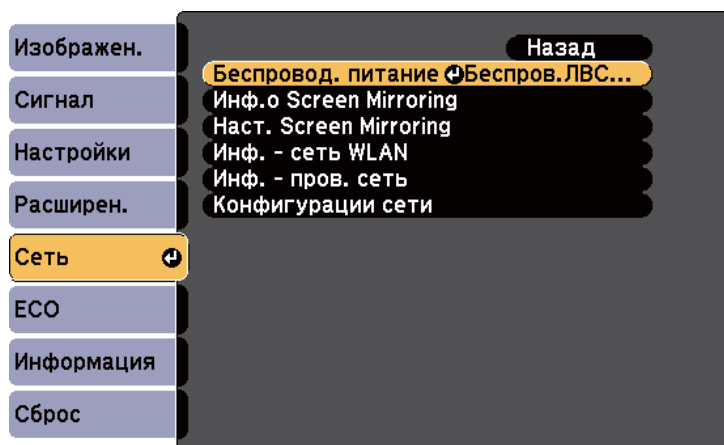 Изображен.
Сигнал
Настройки
Расширен.
Сеть
ECO
Информация
Сброс
Назад
Беспровод. питание Беспров.ЛВС...
Инф.о Screen Mirroring
Наст. Screen Mirroring
Инф. - сеть WLAN
Инф. - пров. сеть
Конфигурации сети